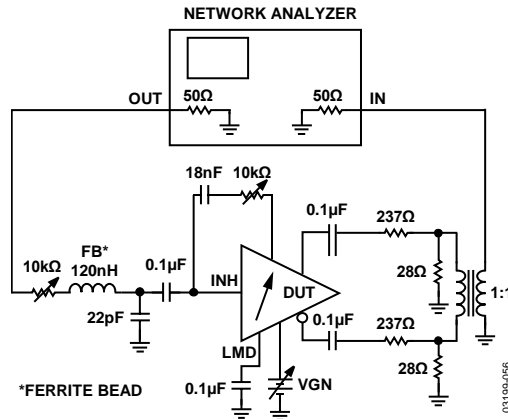 NETWORK ANALYZER
OUT
50Ω
50Ω
IN
18nF
10kΩ
0.1µF
237Ω
FB*
120nH
10kΩ
0.1µF
INH
28Ω
DUT
1:1
22pF
0.1µF
237Ω
LMD
28Ω
*FERRITE BEAD
0.1µF
VGN
03199-056